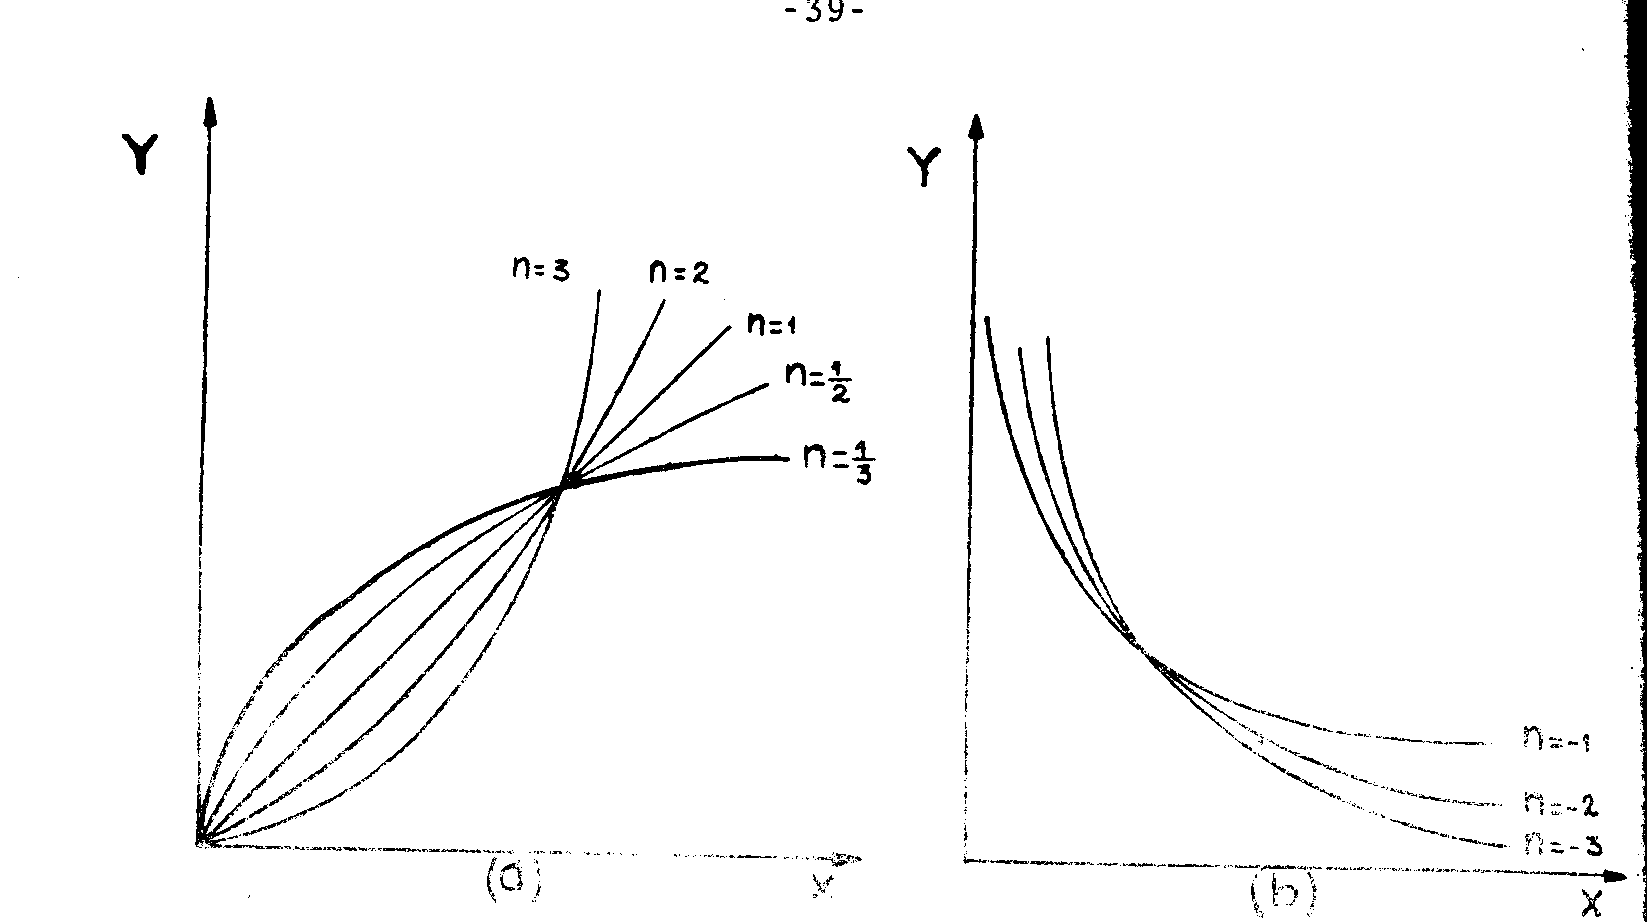 -39-
Y
n=3
n=2
n=1
n=1/2
n=1/3
(a)
X
Y
n=-1
n=-2
n=-3
(b)
X